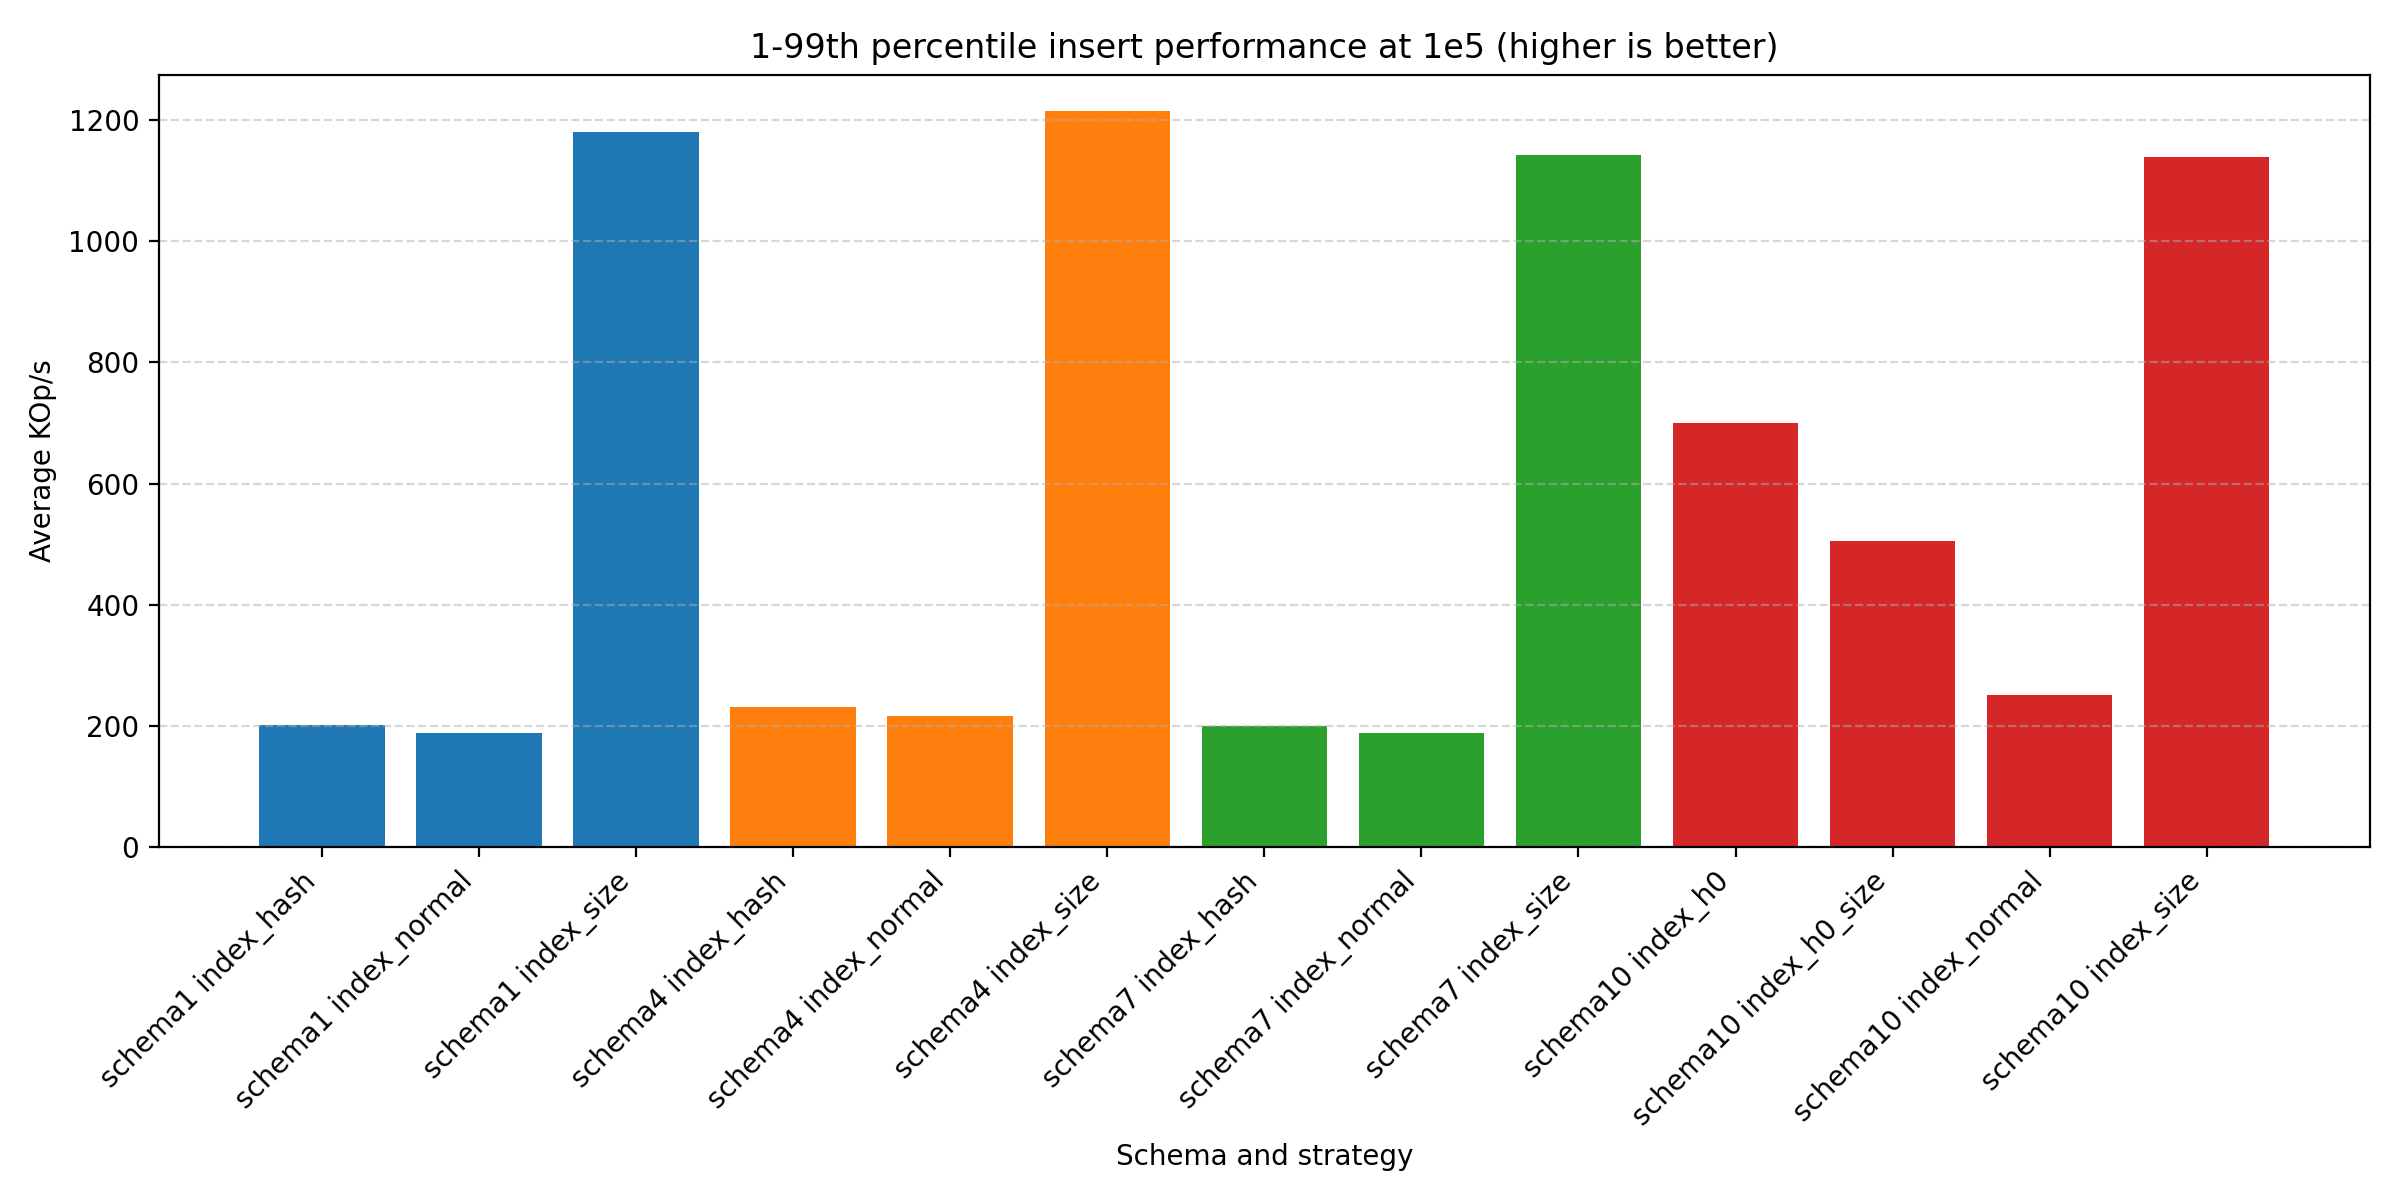 1-99th percentile insert performance at 1e5 (higher is better)
Average KOp/s
1200
1000
800
600
400
200
0
schema1 index_hash
schema1 index_normal
schema1 index_size
schema4 index_hash
schema4 index_normal
schema4 index_size
schema7 index_hash
schema7 index_normal
schema7 index_size
schema10 index_h0
schema10 index_h0_size
schema10 index_normal
schema10 index_size
Schema and strategy